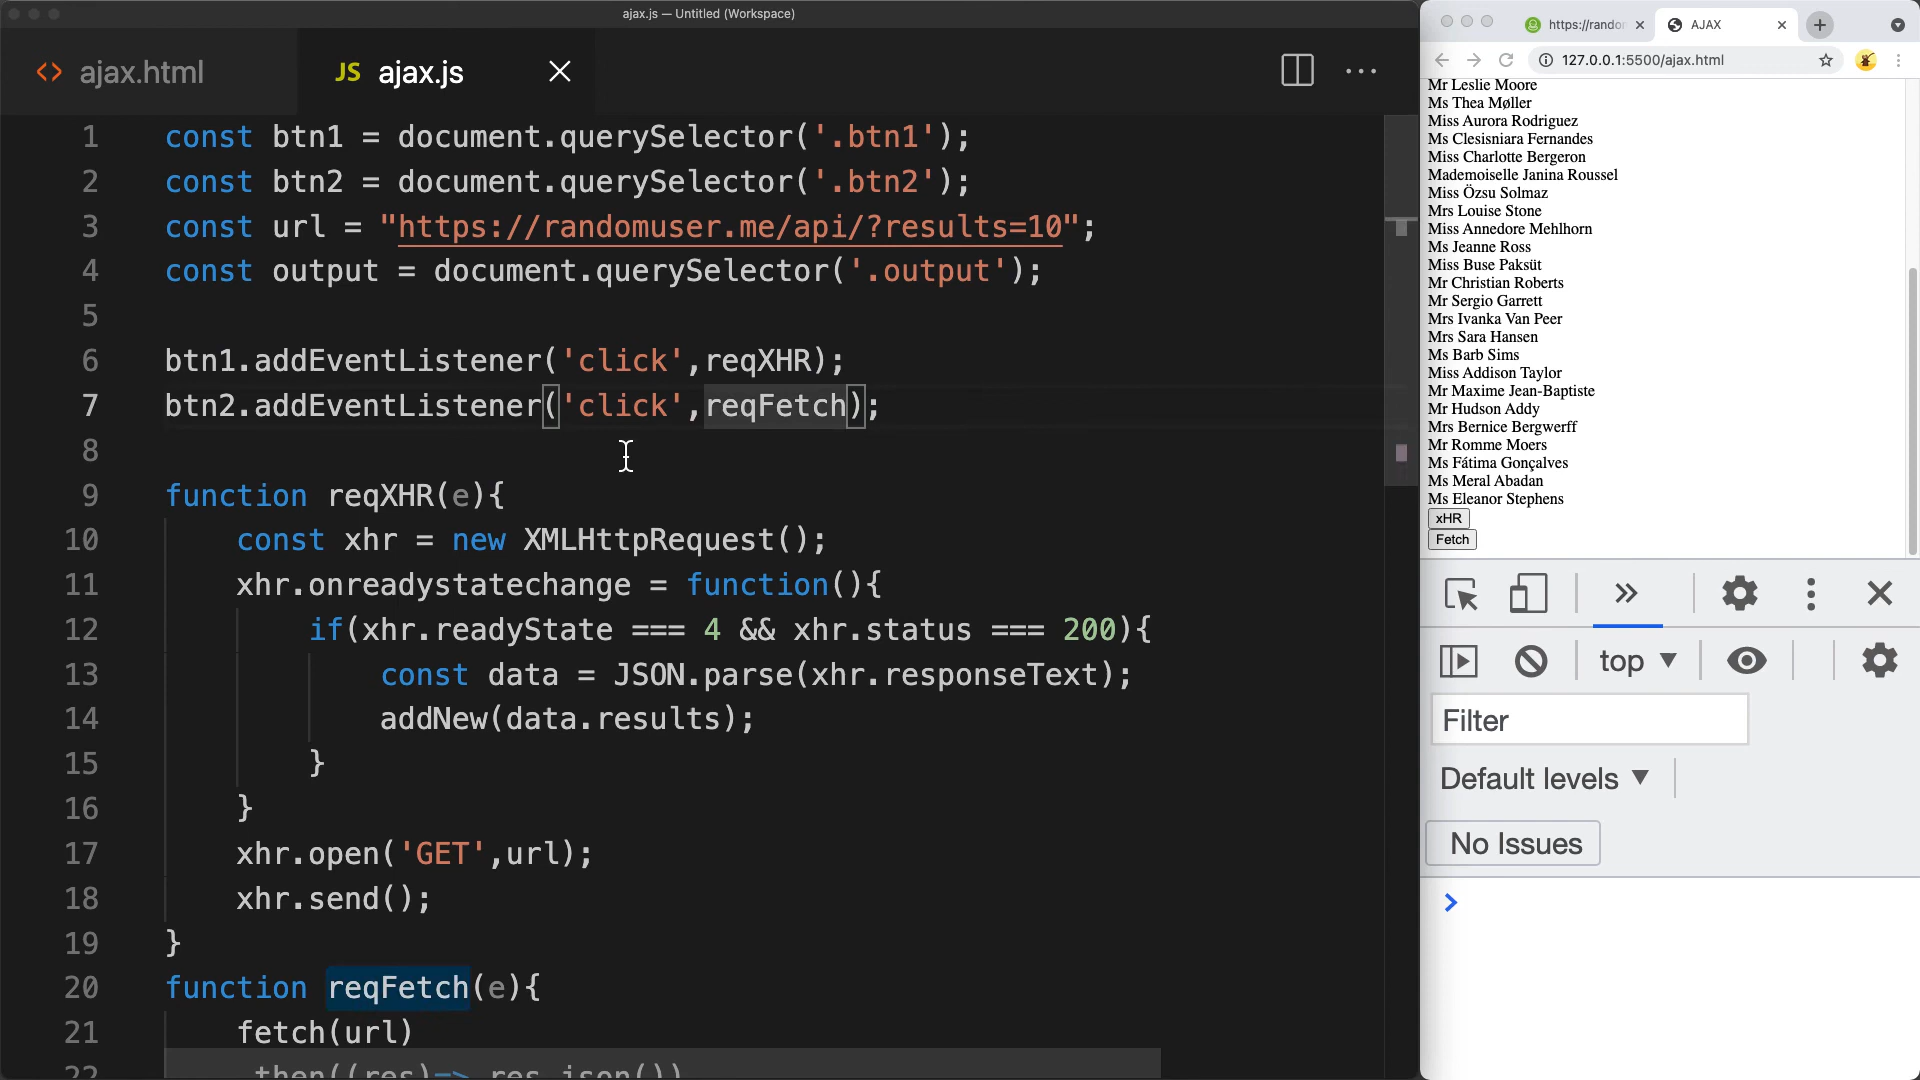 ajax.js — Untitled (Workspace)
<> ajax.html
JS ajax.js
1 const btn1 = document.querySelector('.btn1');
2 const btn2 = document.querySelector('.btn2');
3 const url = "https://randomuser.me/api/?results=10";
4 const output = document.querySelector('.output');
5
6 btn1.addEventListener('click',reqXHR);
7 btn2.addEventListener('click',reqFetch);
8
9 function reqXHR(e){
10 const xhr = new XMLHttpRequest();
11 xhr.onreadystatechange = function(){
12 if(xhr.readyState === 4 && xhr.status === 200){
13 const data = JSON.parse(xhr.responseText);
14 addNew(data.results);
15 }
16 }
17 xhr.open('GET',url);
18 xhr.send();
19 }
20 function reqFetch(e){
21 fetch(url)
22 .then((res)=> res.json())
https://rando
AJAX
127.0.0.1:5500/ajax.html
Mr Leslie Moore
Ms Thea Møller
Miss Aurora Rodriguez
Ms Clesisniara Fernandes
Miss Charlotte Bergeron
Mademoiselle Janina Roussel
Miss Özsu Solmaz
Mrs Louise Stone
Miss Annedore Mehlhorn
Ms Jeanne Ross
Miss Buse Paksüt
Mr Christian Roberts
Mr Sergio Garrett
Mrs Ivanka Van Peer
Mrs Sara Hansen
Ms Barb Sims
Miss Addison Taylor
Mr Maxime Jean-Baptiste
Mr Hudson Addy
Mrs Bernice Bergwerff
Mr Romme Moers
Ms Fátima Gonçalves
Ms Meral Abadan
Ms Eleanor Stephens
xHR
Fetch
top
Filter
Default levels
No Issues